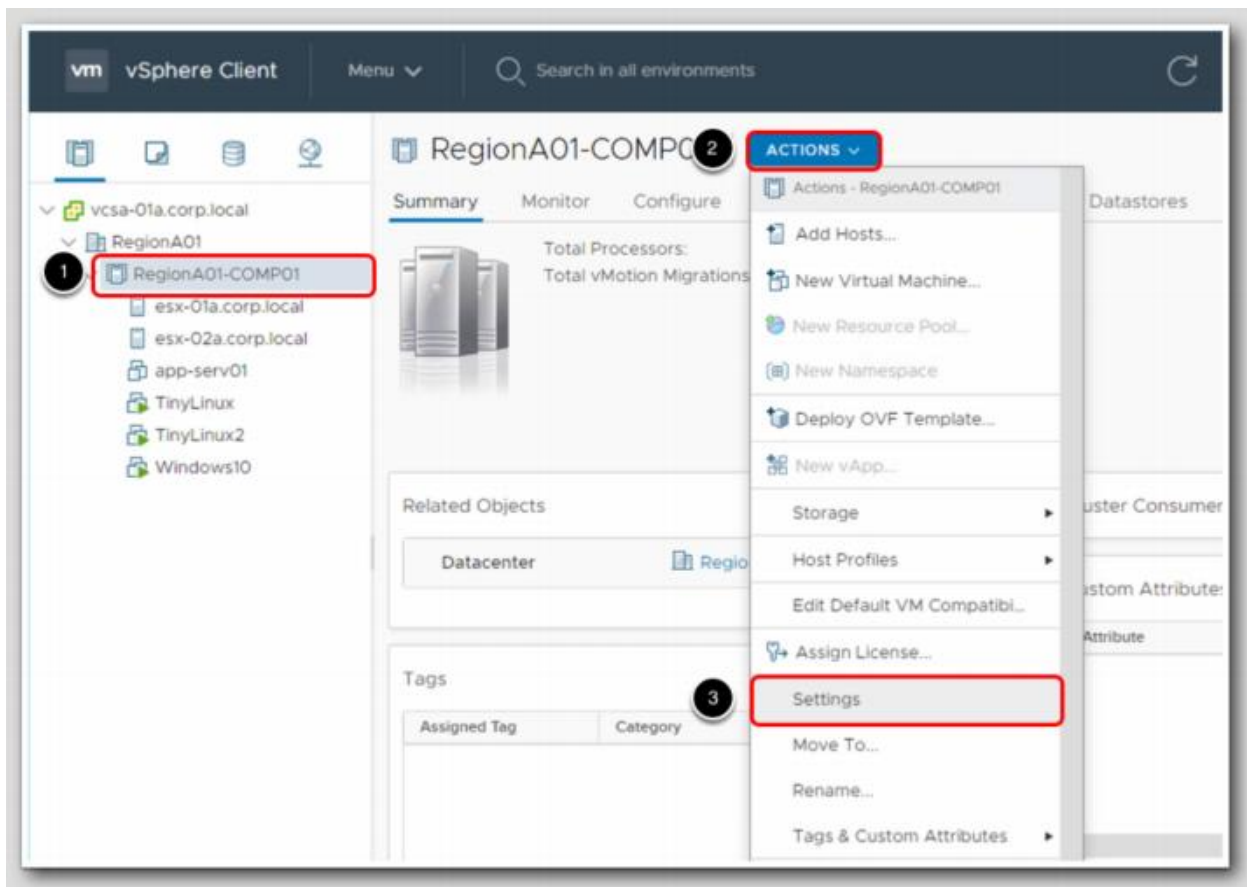 vm vSphere Client Menu Search in all environments
RegionA01-COMP0 2 ACTIONS
Summary Monitor Configure Datastores
vcsa-01a.corp.local
RegionA01
1 RegionA01-COMP01
esx-01a.corp.local
esx-02a.corp.local
app-serv01
TinyLinux
TinyLinux2
Windows10
Total Processors:
Total vMotion Migrations
Related Objects
Datacenter Regio
Tags
Assigned Tag Category
Actions - RegionA01-COMP01
Add Hosts...
New Virtual Machine...
New Resource Pool...
New Namespace
Deploy OVF Template...
New vApp...
Storage
Host Profiles
Edit Default VM Compatibi...
Assign License...
3 Settings
Move To...
Rename...
Tags & Custom Attributes
uster Consumer
stom Attribute
Attribute